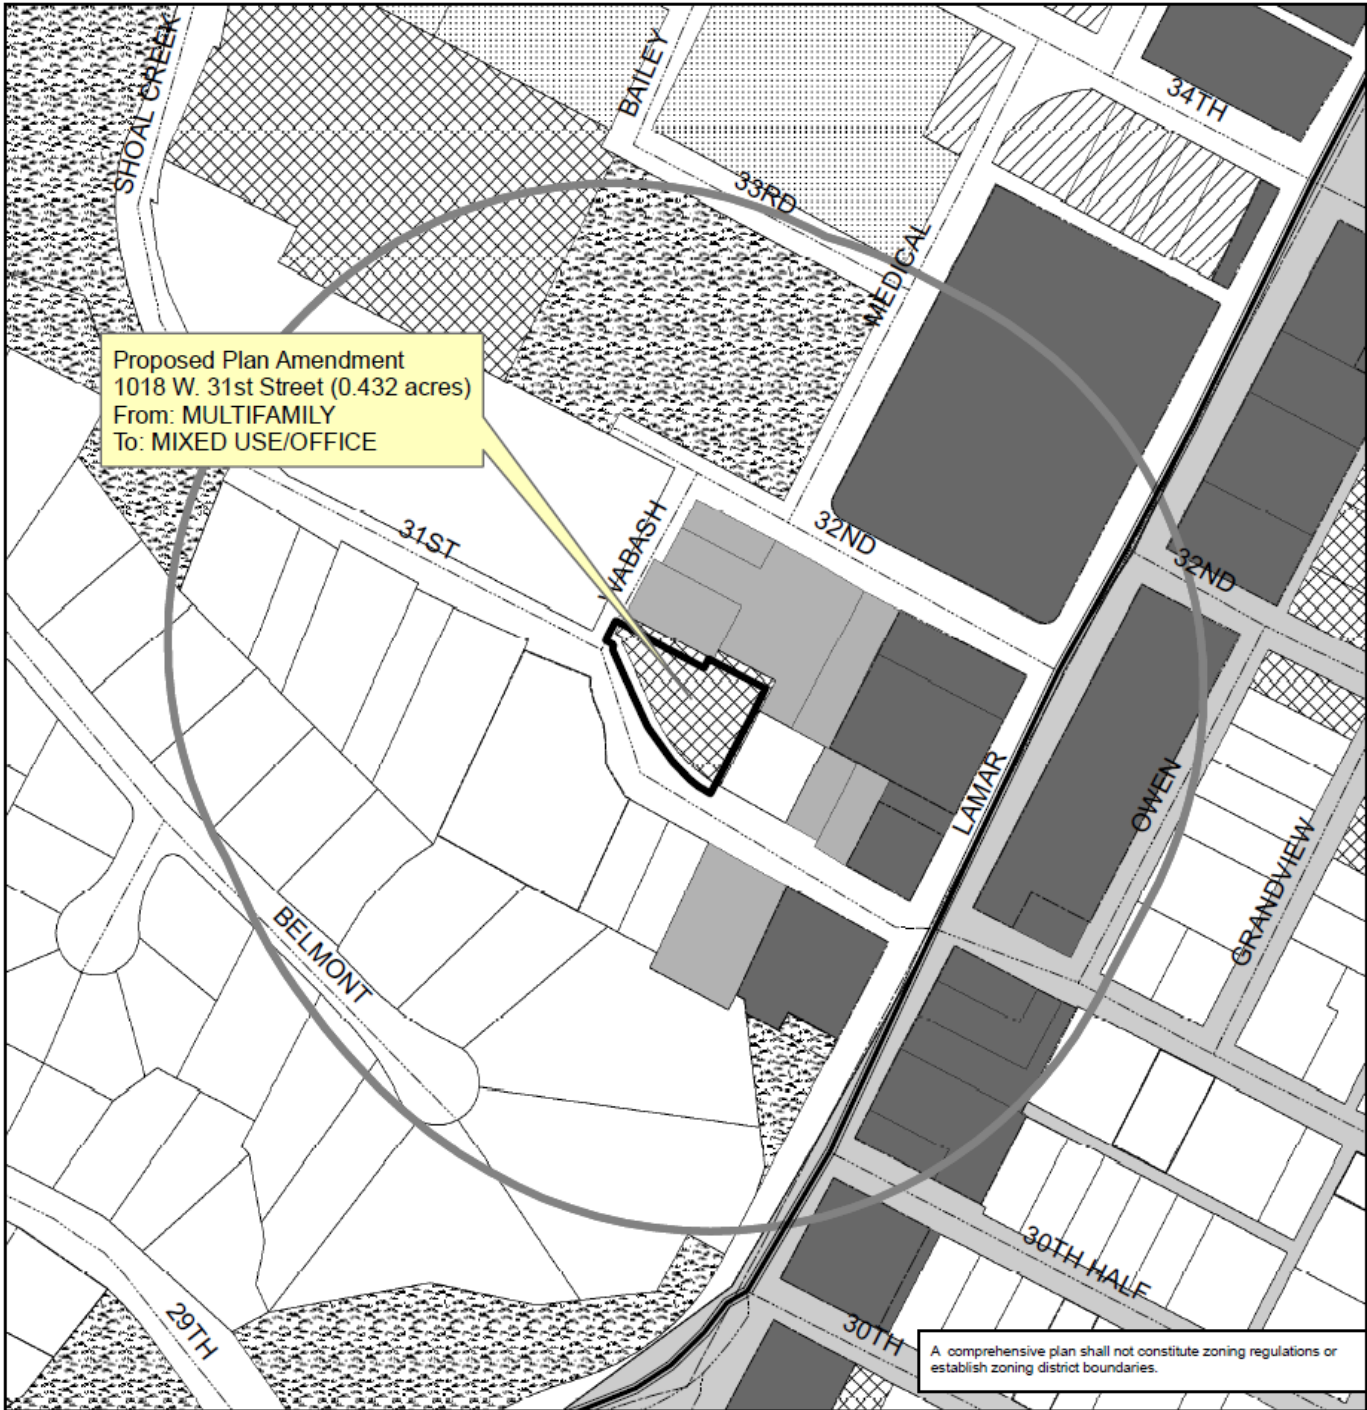 SHOAL CREEK
BAILEY
34TH
33RD
MEDICAL
Proposed Plan Amendment
1018 W. 31st Street (0.432 acres)
From: MULTIFAMILY
To: MIXED USE/OFFICE
31ST
WABASH
32ND
32ND
LAMAR
OWEN
GRANDVIEW
BELMONT
30TH HALF
29TH
30TH
A comprehensive plan shall not constitute zoning regulations or
establish zoning district boundaries.